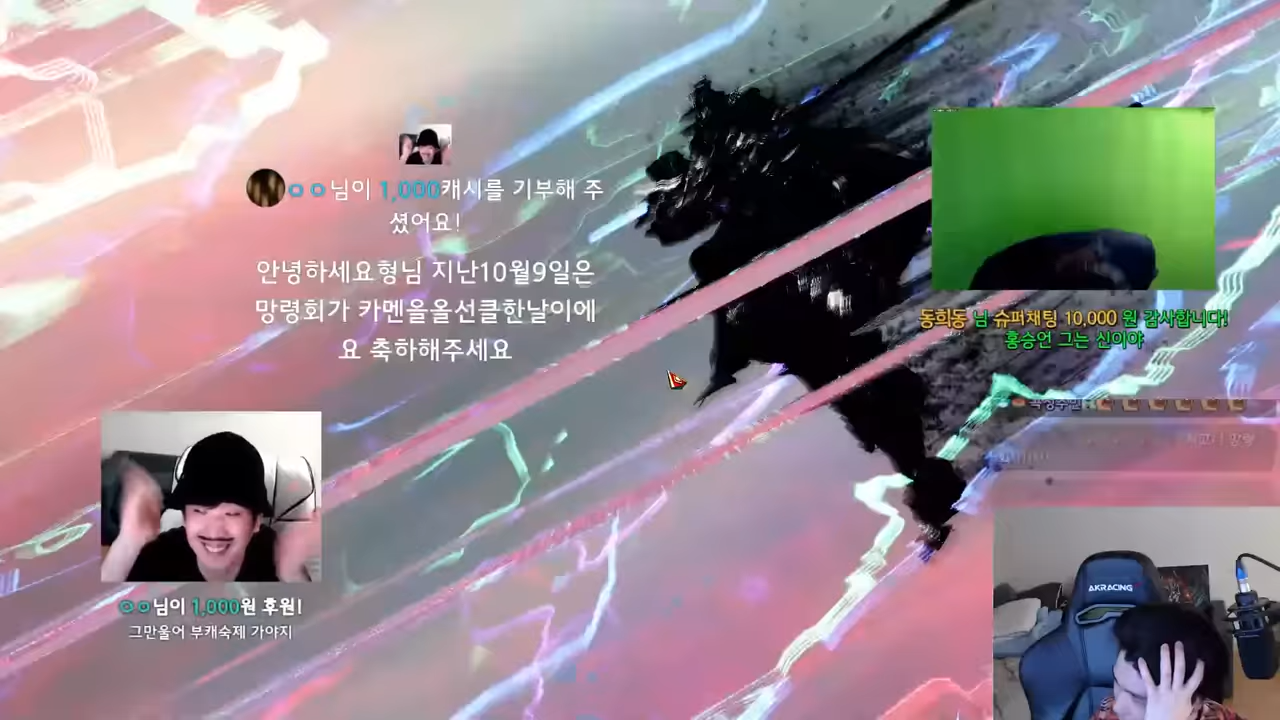 ㅇㅇ님이 1,000캐시를 기부해 주
셨어요!
안녕하세요형님 지난10월9일은
망령회가 카멘을올선클한날이에
요 축하해주세요
동희동 님 슈퍼채팅 10,000 원 감사합니다!
홍승언 그는 신이야
ㅇㅇ님이 1,000원 후원!
그만울어 부캐숙제 가야지
AKRACING